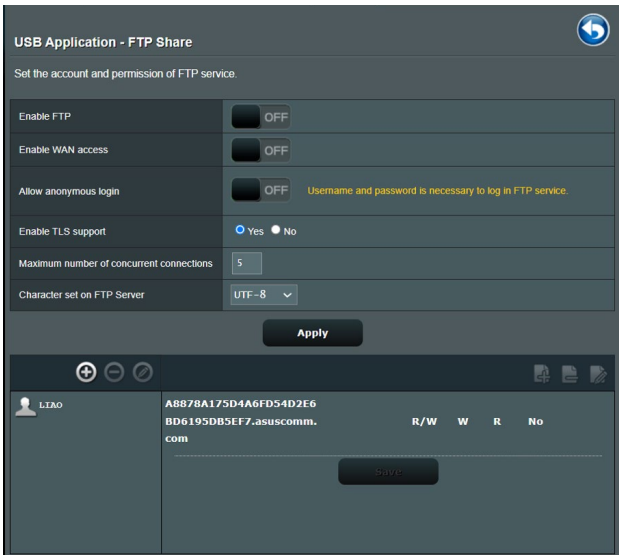 USB Application - FTP Share
Set the account and permission of FTP service.
Enable FTP
OFF
Enable WAN access
OFF
Allow anonymous login
OFF
Username and password is necessary to log in FTP service.
Enable TLS support
Yes No
Maximum number of concurrent connections
5
Character set on FTP Server
UTF-8
Apply
LIAO
A8878A175D4A6FD54D2E6
BD6195DB5EF7.asuscomm.
com
R/W W R No
Save